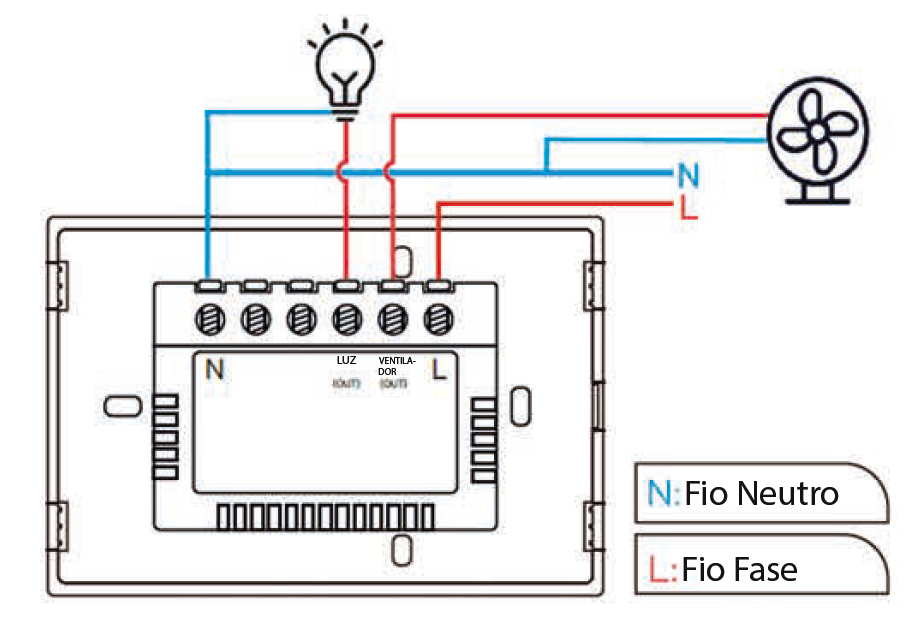 N
L
N
LUZ
(OUT)
VENTILA-
DOR
(OUT)
L
N: Fio Neutro
L: Fio Fase